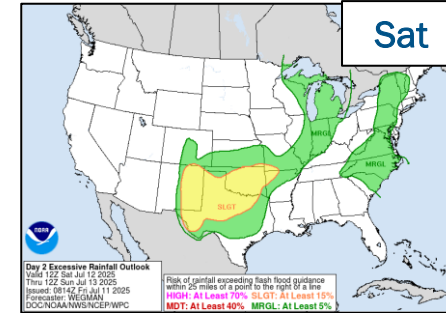 Sat
MRGL
MRGL
SLGT
NOAA
Day 2 Excessive Rainfall Outlook
Valid 12Z Sat Jul 12 2025
Thru 12Z Sun Jul 13 2025
Issued: 0814Z Fri Jul 11 2025
Forecaster: WEGMAN
DOC/NOAA/NWS/NCEP/WPC
Risk of rainfall exceeding flash flood guidance
within 25 miles of a point to the right of a line
HIGH: At Least 70% SLGT: At Least 15%
MDT: At Least 40% MRGL: At Least 5%